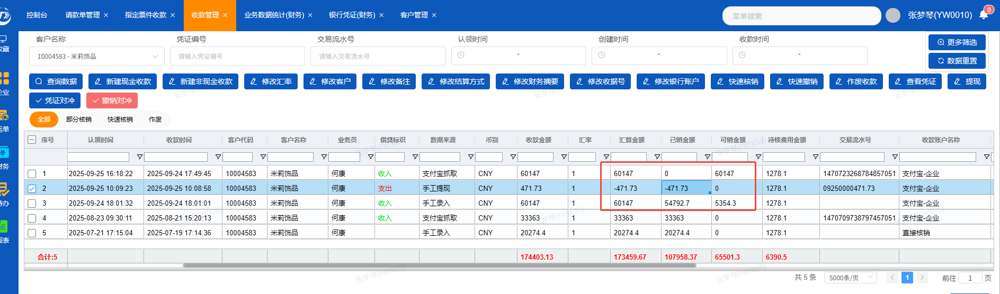 控制台 请款单管理 × 指定票件收款 × 收款管理 × 业务数据统计(财务) × 银行凭证(财务) × 客户管理 × 菜单搜索 张梦琴(YW0010) 0
客户名称 凭证编号 交易流水号 认领时间 创建时间 收款时间
10004583 - 米莉饰品 请输入凭证编号 请输入交易流水号 - - -
更多筛选
数据重置
查询数据 新建现金收款 新建非现金收款 修改汇率 修改客户 修改备注 修改结算方式 修改财务摘要 修改收据号 修改银行账户 快速核销 快速撤销 作废收款 查看凭证 提现
凭证对冲 撤销对冲
全部 部分核销 快速核销 作废
序号 认领时间 收款时间 客户代码 客户名称 业务员 借贷标识 数据来源 币别 收款金额 汇率 汇算金额 已销金额 可销金额 待核费用金额 交易流水号 收款账户名称
1 2025-09-25 16:18:22 2025-09-24 17:49:45 10004583 米莉饰品 何康 收入 支付宝抓取 CNY 60147 1 60147 0 60147 1278.1 1470723268784857051 支付宝-企业
2 2025-09-25 10:09:23 2025-09-25 10:08:58 10004583 米莉饰品 何康 支出 手工提现 CNY 471.73 1 -471.73 -471.73 0 1278.1 09250000471.73 支付宝-企业
3 2025-09-24 18:01:32 2025-09-24 18:01:01 10004583 米莉饰品 何康 收入 手工录入 CNY 60147 1 60147 54792.7 5354.3 1278.1 支付宝-企业
4 2025-08-23 09:30:11 2025-08-21 15:20:13 10004583 米莉饰品 何康 收入 支付宝抓取 CNY 33363 1 33363 33363 0 1278.1 1470709738797457051 支付宝-企业
5 2025-07-21 17:15:04 2025-07-19 17:14:36 10004583 米莉饰品 何康 手工录入 CNY 20274.4 1 20274.4 20274.4 0 1278.1 直接核销
合计:5 174403.13 173459.67 107958.37 65501.3 6390.5
共 5 条 5000条/页 1 前往 1 页
张梦琴(YW0010) 张梦琴(YW0010)